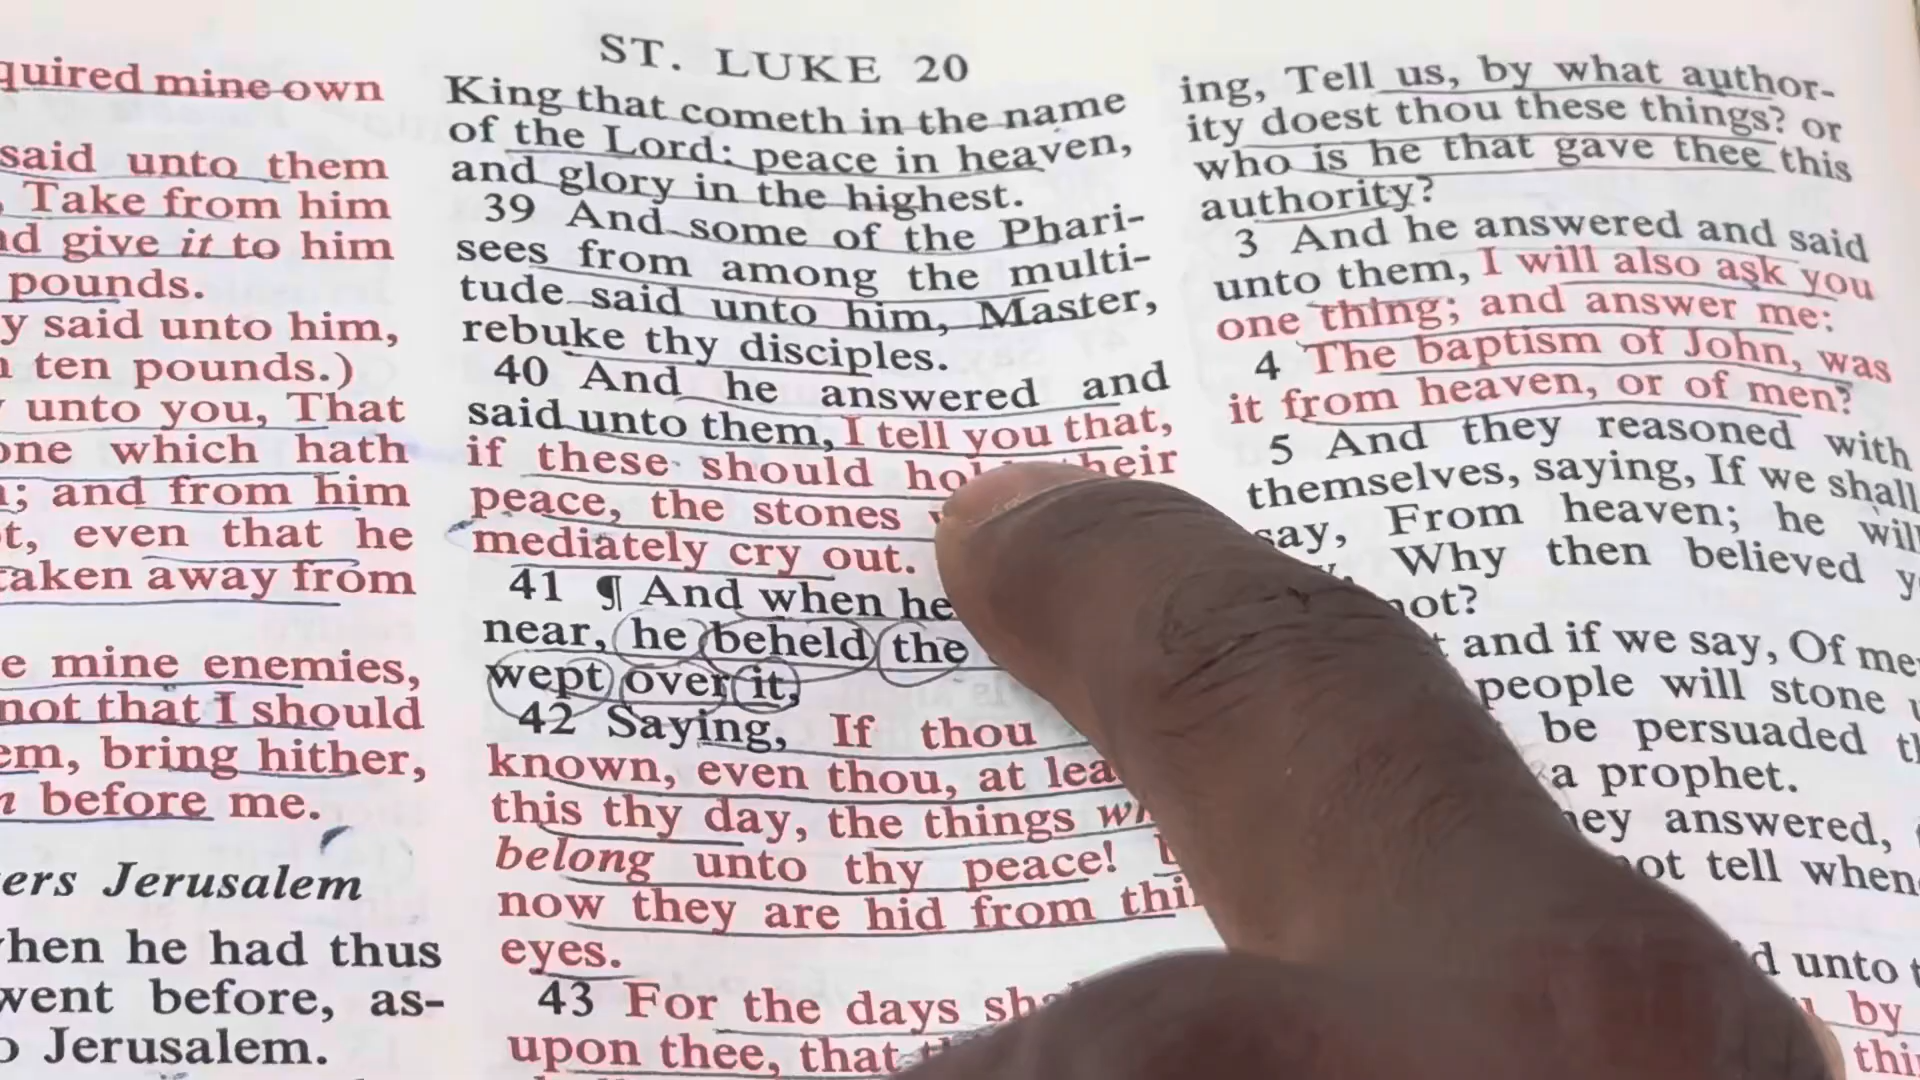 ST. LUKE 20
quired mine own
said unto them
Take from him
nd give it to him
pounds.
y said unto him,
ten pounds.)
unto you, That
one which hath
; and from him
t, even that he
taken away from
e mine enemies,
not that I should
em, bring hither,
before me.
ers Jerusalem
hen he had thus
went before, as-
o Jerusalem.
King that cometh in the name
of the Lord: peace in heaven,
and glory in the highest.
39 And some of the Phari-
sees from among the multi-
tude said unto him, Master,
rebuke thy disciples.
40 And he answered and
said unto them, I tell you that,
if these should hol their
peace, the stones
mediately cry out.
41 ¶ And when he
near, he beheld the
wept over it,
42 Saying, If thou
known, even thou, at lea
this thy day, the things wh
belong unto thy peace!
now they are hid from thi
eyes.
43 For the days sha
upon thee, that
ing, Tell us, by what author-
ity doest thou these things? or
who is he that gave thee this
authority?
3 And he answered and said
unto them, I will also ask you
one thing; and answer me:
4 The baptism of John, was
it from heaven, or of men?
5 And they reasoned with
themselves, saying, If we shall
say, From heaven; he will
Why then believed y
not?
and if we say, Of me
people will stone
be persuaded th
a prophet.
hey answered,
not tell when
d unto t
by
thi